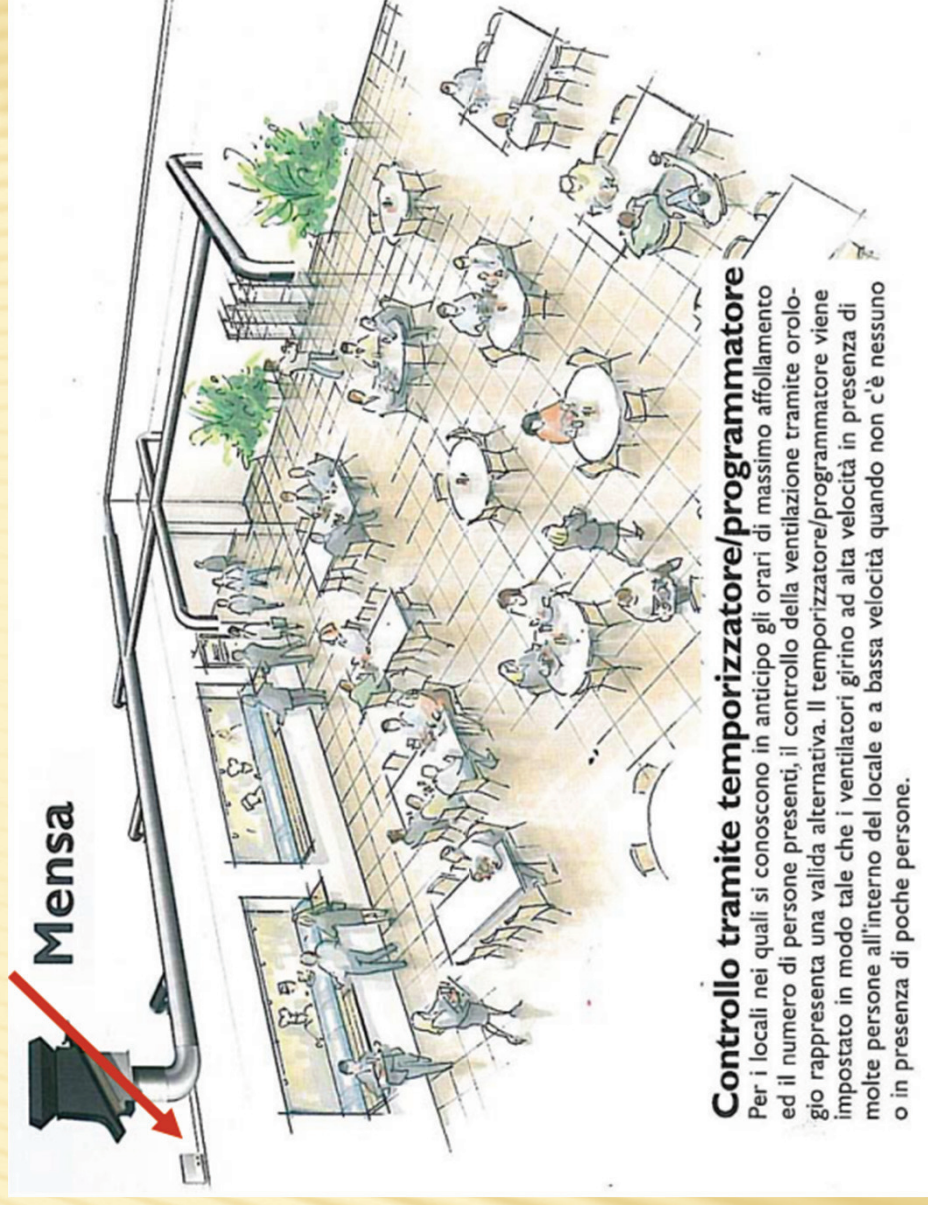 Mensa
Controllo tramite temporizzatore/programmatore
Per i locali nei quali si conoscono in anticipo gli orari di massimo affollamento
ed il numero di persone presenti, il controllo della ventilazione tramite orolo-
gio rappresenta una valida alternativa. Il temporizzatore/programmatore viene
impostato in modo tale che i ventilatori girino ad alta velocità in presenza di
molte persone all'interno del locale e a bassa velocità quando non c'è nessuno
o in presenza di poche persone.